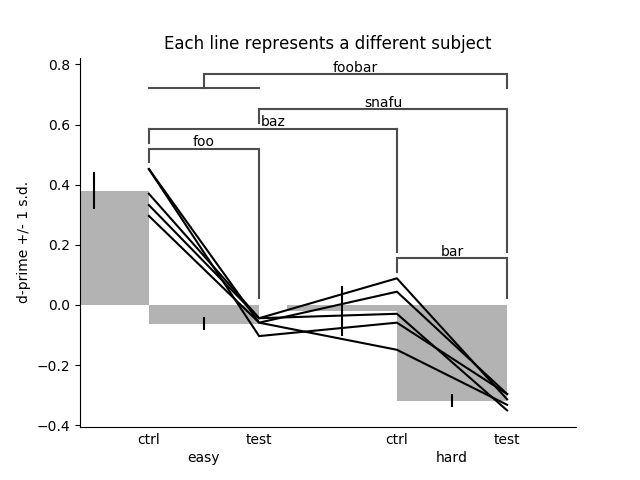 Each line represents a different subject
foobar
snafu
baz
foo
bar
d-prime +/- 1 s.d.
0.8
0.6
0.4
0.2
0.0
−0.2
−0.4
ctrl test ctrl test
easy hard